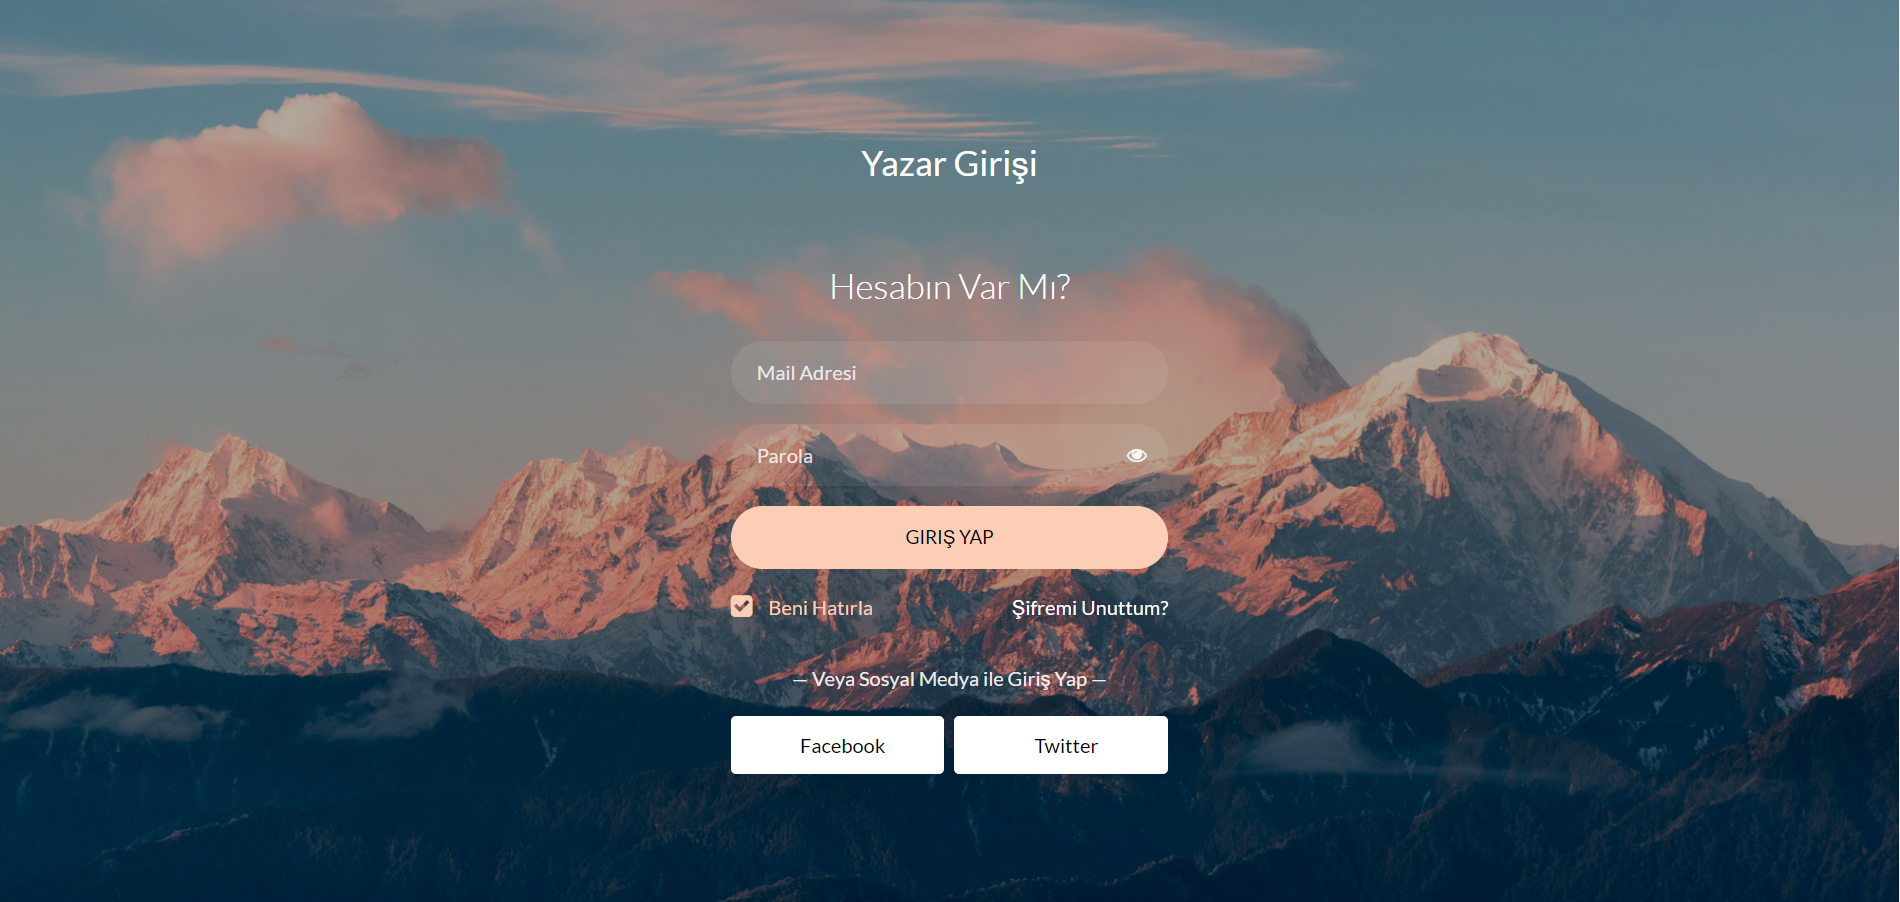 Yazar Girişi
Hesabın Var Mı?
Mail Adresi
Parola
GIRIŞ YAP
Beni Hatırla
Şifremi Unuttum?
— Veya Sosyal Medya ile Giriş Yap —
Facebook
Twitter